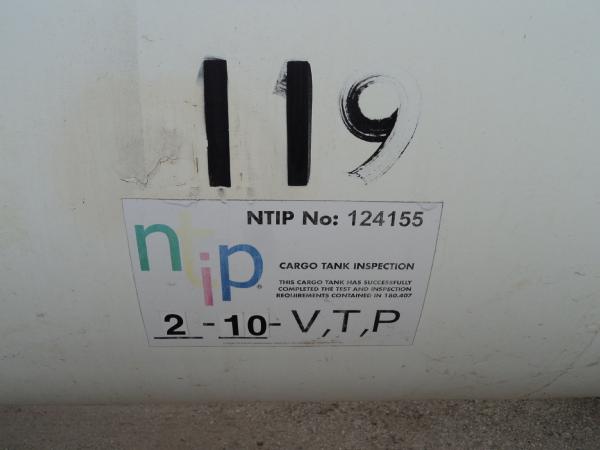 119
NTIP No: 124155
ntip®
CARGO TANK INSPECTION
THIS CARGO TANK HAS SUCCESSFULLY
COMPLETED THE TEST AND INSPECTION
REQUIREMENTS CONTAINED IN 180.407
2-10-V,T,P